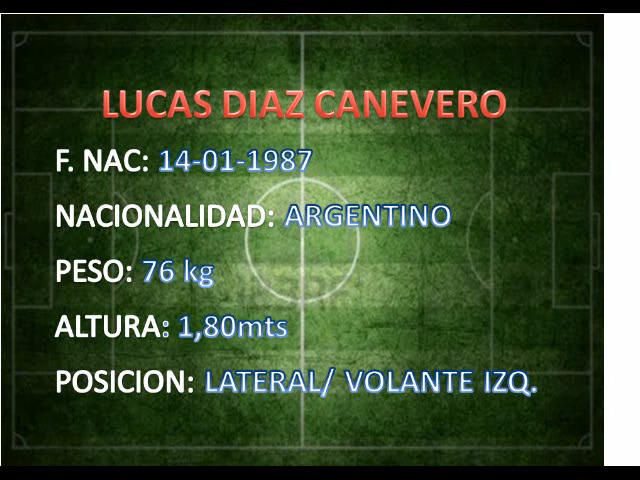 LUCAS DIAZ CANEVERO
F. NAC: 14-01-1987
NACIONALIDAD: ARGENTINO
PESO: 76 kg
ALTURA: 1,80mts
POSICION: LATERAL/ VOLANTE IZQ.